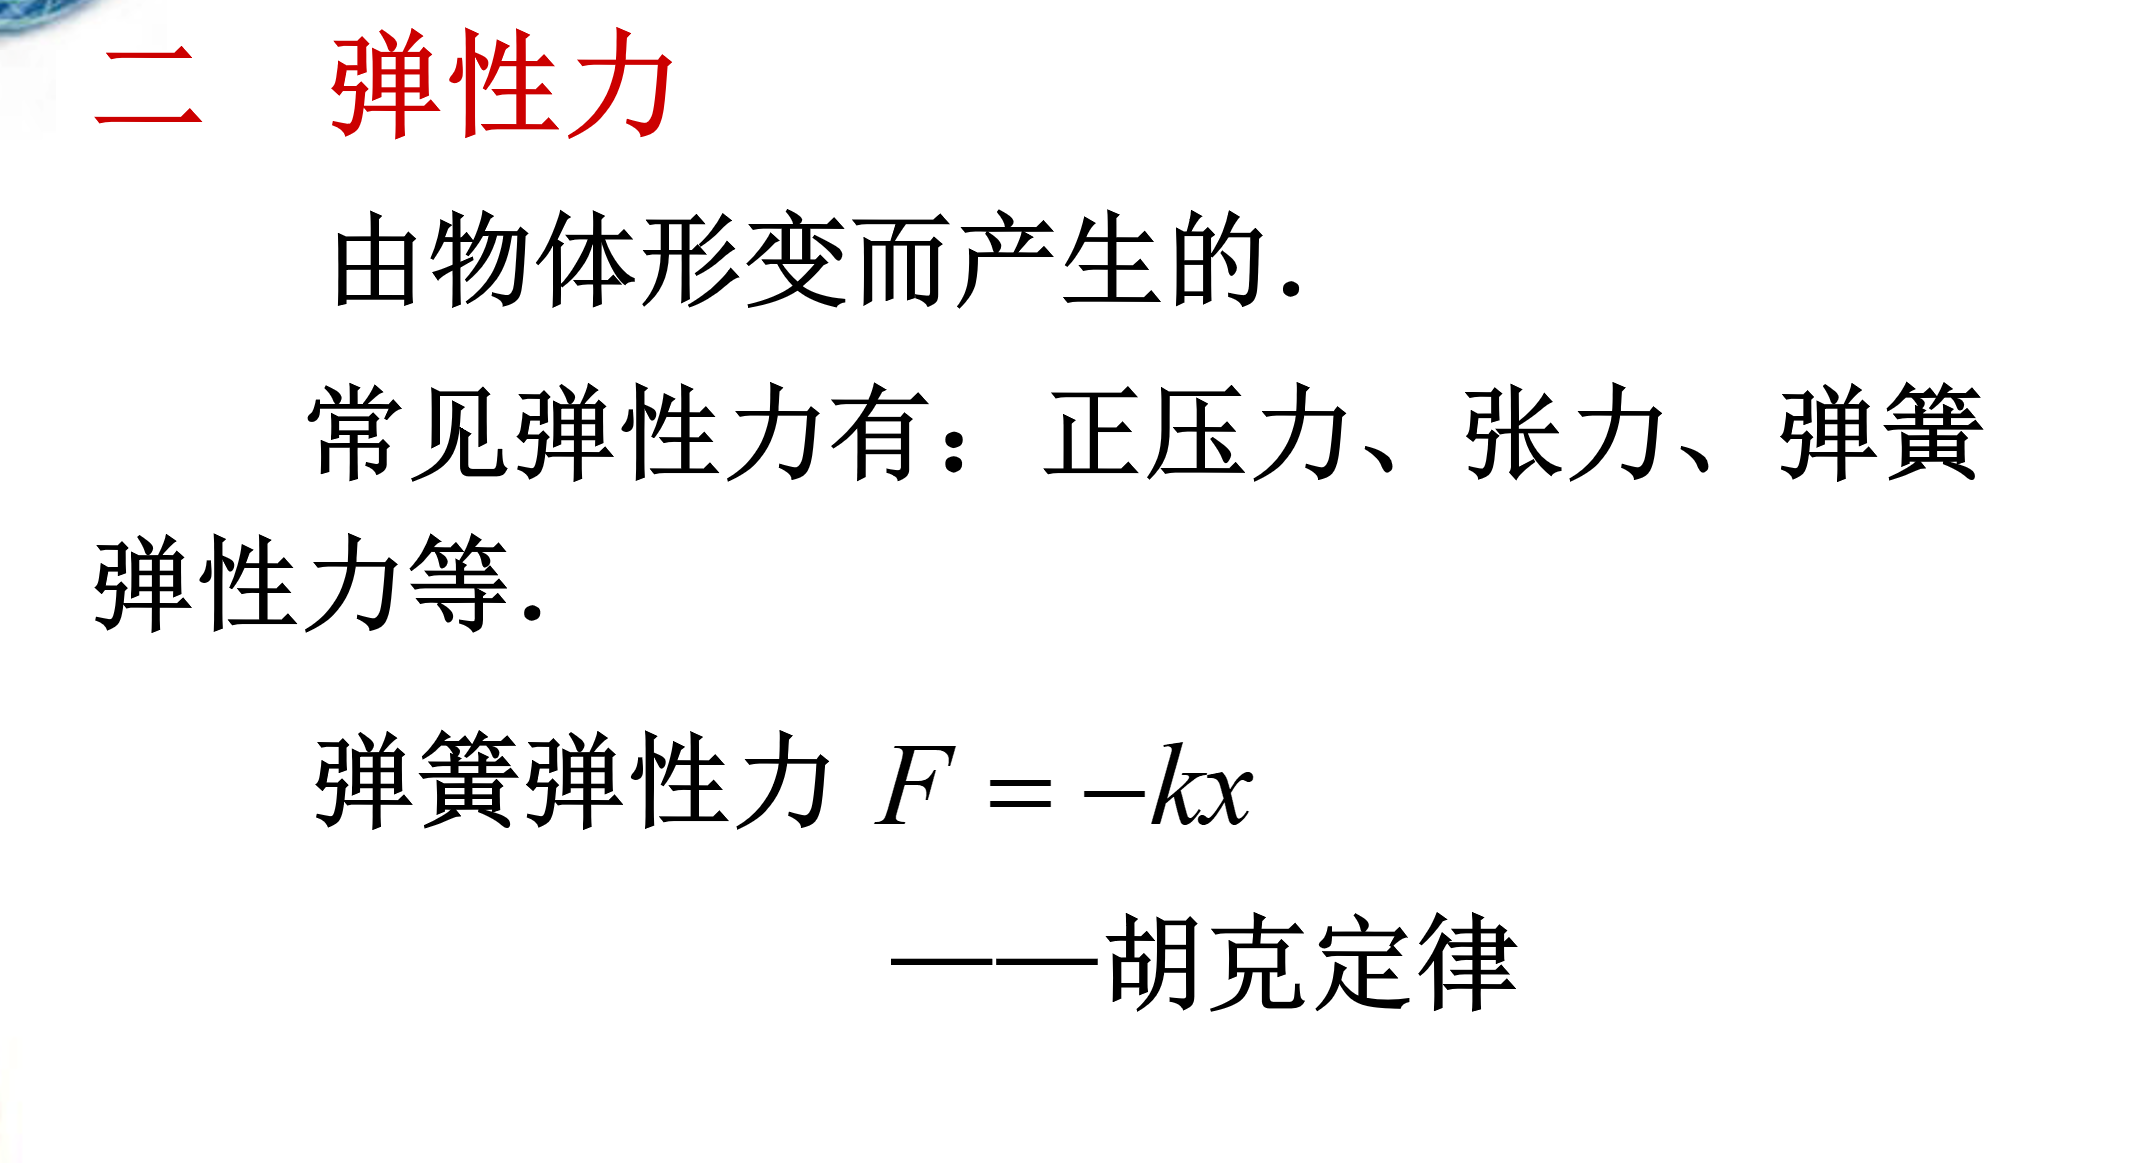 二 弹性力
由物体形变而产生的.
常见弹性力有：正压力、张力、弹簧
弹性力等.
弹簧弹性力 F = −kx
——胡克定律